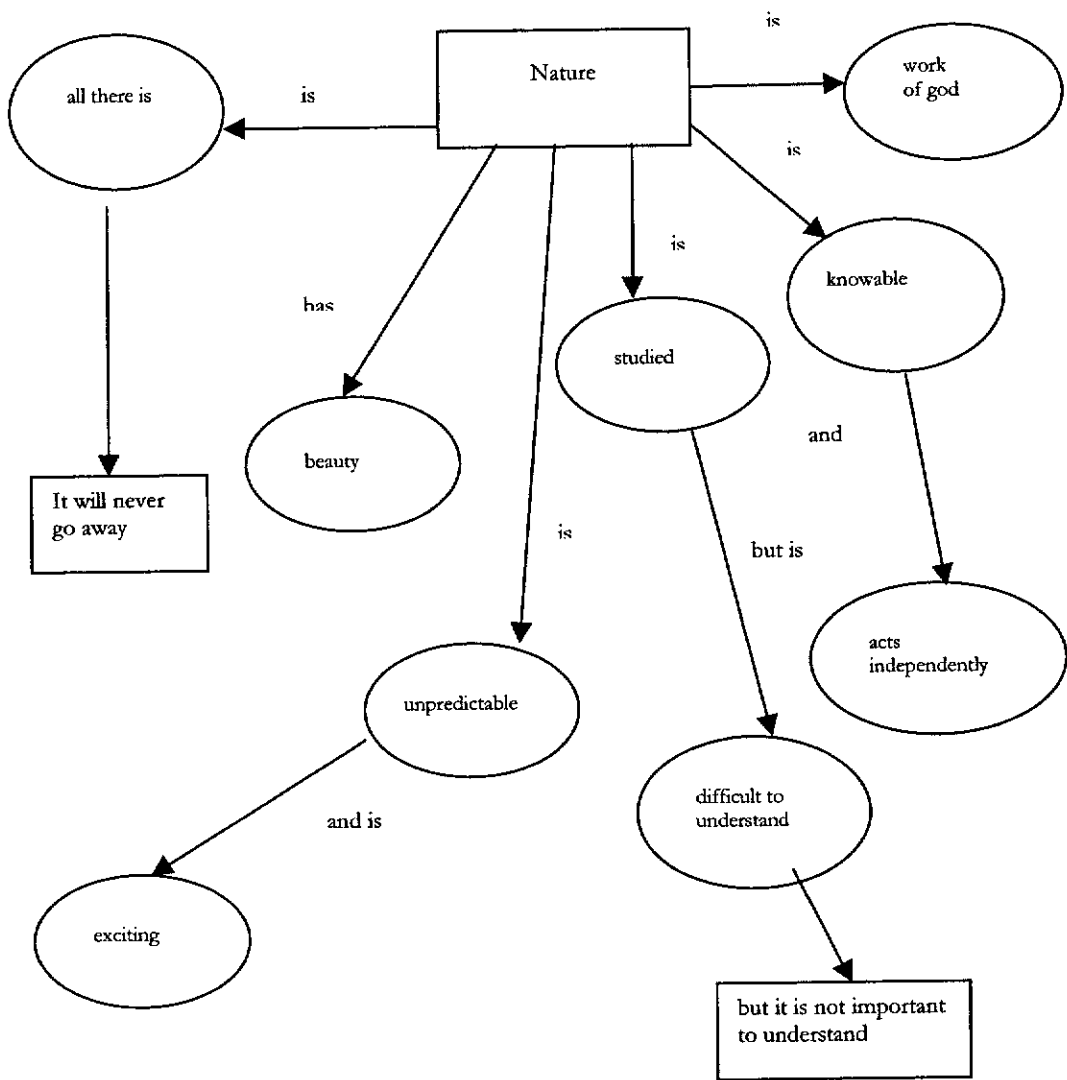 is
Nature
work
of god
all there is
is
is
is
knowable
has
studied
and
beauty
It will never
go away
is
but is
acts
independently
unpredictable
difficult to
understand
and is
exciting
but it is not important
to understand